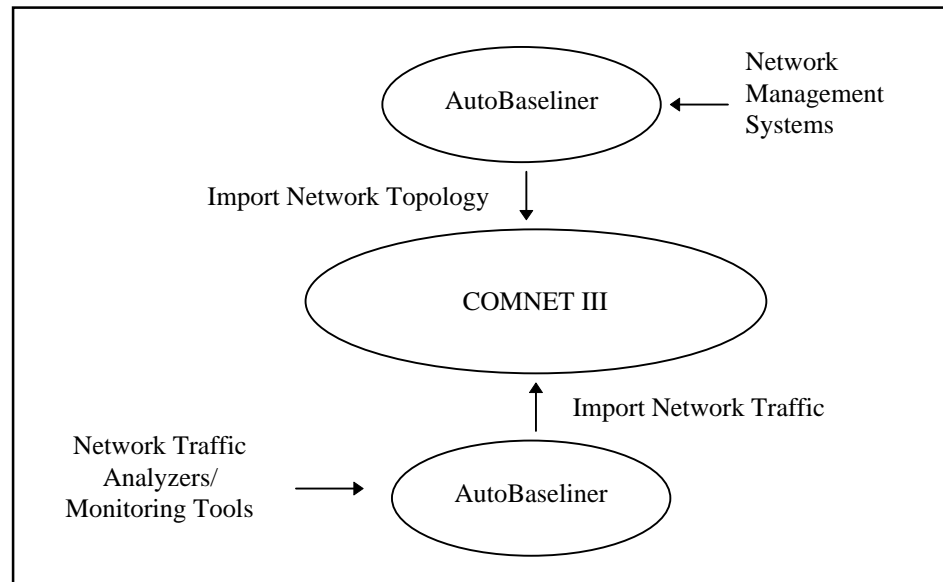 AutoBaseliner
Network
Management
Systems
Import Network Topology
COMNET III
Import Network Traffic
Network Traffic
Analyzers/
Monitoring Tools
AutoBaseliner